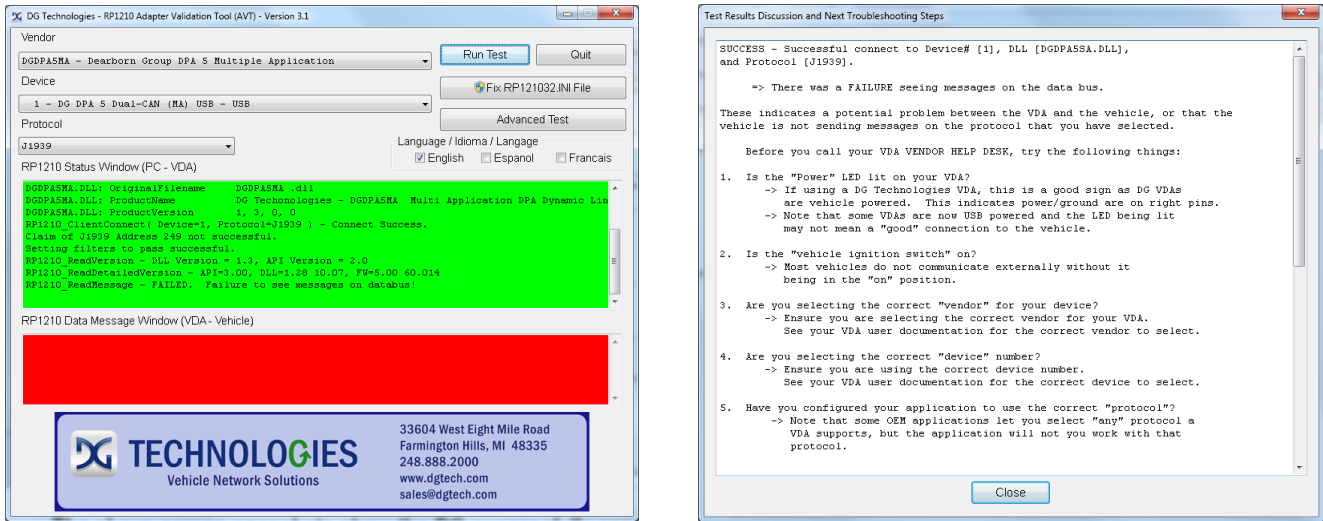 DG Technologies - RP1210 Adapter Validation Tool (AVT) - Version 3.1
Vendor
DGDPA5MA - Dearborn Group DPA 5 Multiple Application
Run Test
Quit
Device
Fix RP121032.INI File
1 - DG DPA 5 Dual-CAN (MA) USB - USB
Advanced Test
Protocol
J1939
Language / Idioma / Langage
English
Espanol
Francais
RP1210 Status Window (PC - VDA)
DGDPA5MA.DLL: OriginalFilename DGDPA5MA .dll
DGDPA5MA.DLL: ProductName DG Techonologies - DGDPA5MA Multi Application DPA Dynamic Lin
DGDPA5MA.DLL: ProductVersion 1, 3, 0, 0
RP1210_ClientConnect( Device=1, Protocol=J1939 ) - Connect Success.
Claim of J1939 Address 249 not successful.
Setting filters to pass successful.
RP1210_ReadVersion - DLL Version = 1.3, API Version = 2.0
RP1210_ReadDetailedVersion - API=3.00, DLL=1.28 10.07, FW=5.00 60.014
RP1210_ReadMessage - FAILED. Failure to see messages on databus!
RP1210 Data Message Window (VDA - Vehicle)
DG TECHNOLOGIES
Vehicle Network Solutions
33604 West Eight Mile Road
Farmington Hills, MI 48335
248.888.2000
www.dgtech.com
sales@dgtech.com
Test Results Discussion and Next Troubleshooting Steps
SUCCESS - Successful connect to Device# [1], DLL [DGDPA5SA.DLL],
and Protocol [J1939].
=> There was a FAILURE seeing messages on the data bus.
These indicates a potential problem between the VDA and the vehicle, or that the
vehicle is not sending messages on the protocol that you have selected.
Before you call your VDA VENDOR HELP DESK, try the following things:
1. Is the "Power" LED lit on your VDA?
-> If using a DG Technologies VDA, this is a good sign as DG VDAs
are vehicle powered. This indicates power/ground are on right pins.
-> Note that some VDAs are now USB powered and the LED being lit
may not mean a "good" connection to the vehicle.
2. Is the "vehicle ignition switch" on?
-> Most vehicles do not communicate externally without it
being in the "on" position.
3. Are you selecting the correct "vendor" for your device?
-> Ensure you are selecting the correct vendor for your VDA.
See your VDA user documentation for the correct vendor to select.
4. Are you selecting the correct "device" number?
-> Ensure you are using the correct device number.
See your VDA user documentation for the correct device to select.
5. Have you configured your application to use the correct "protocol"?
-> Note that some OEM applications let you select "any" protocol a
VDA supports, but the application will not you work with that
protocol.
Close